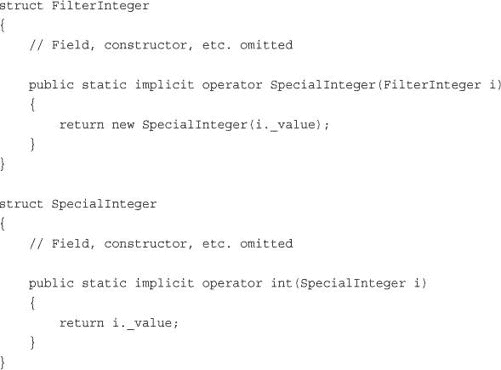 struct FilterInteger
{
    // Field, constructor, etc. omitted
    public static implicit operator SpecialInteger(FilterInteger i)
    {
        return new SpecialInteger(i._value);
    }
}
struct SpecialInteger
{
    // Field, constructor, etc. omitted
    public static implicit operator int(SpecialInteger i)
    {
        return i._value;
    }
}